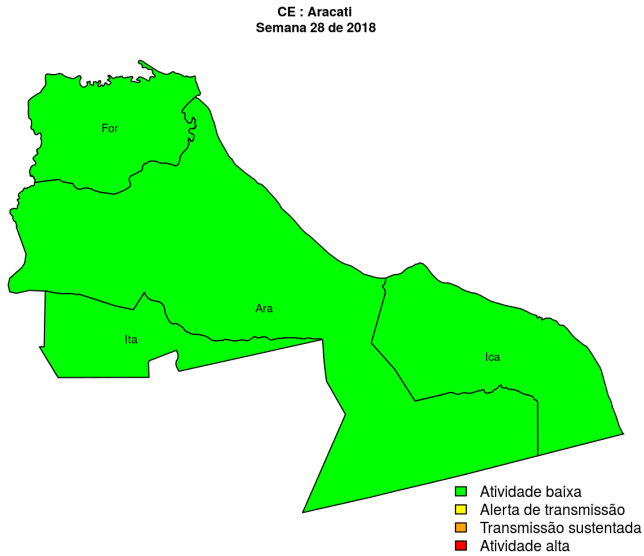 CE : Aracati
Semana 28 de 2018
For
Ara
Ita
Ica
Atividade baixa
Alerta de transmissão
Transmissão sustentada
Atividade alta